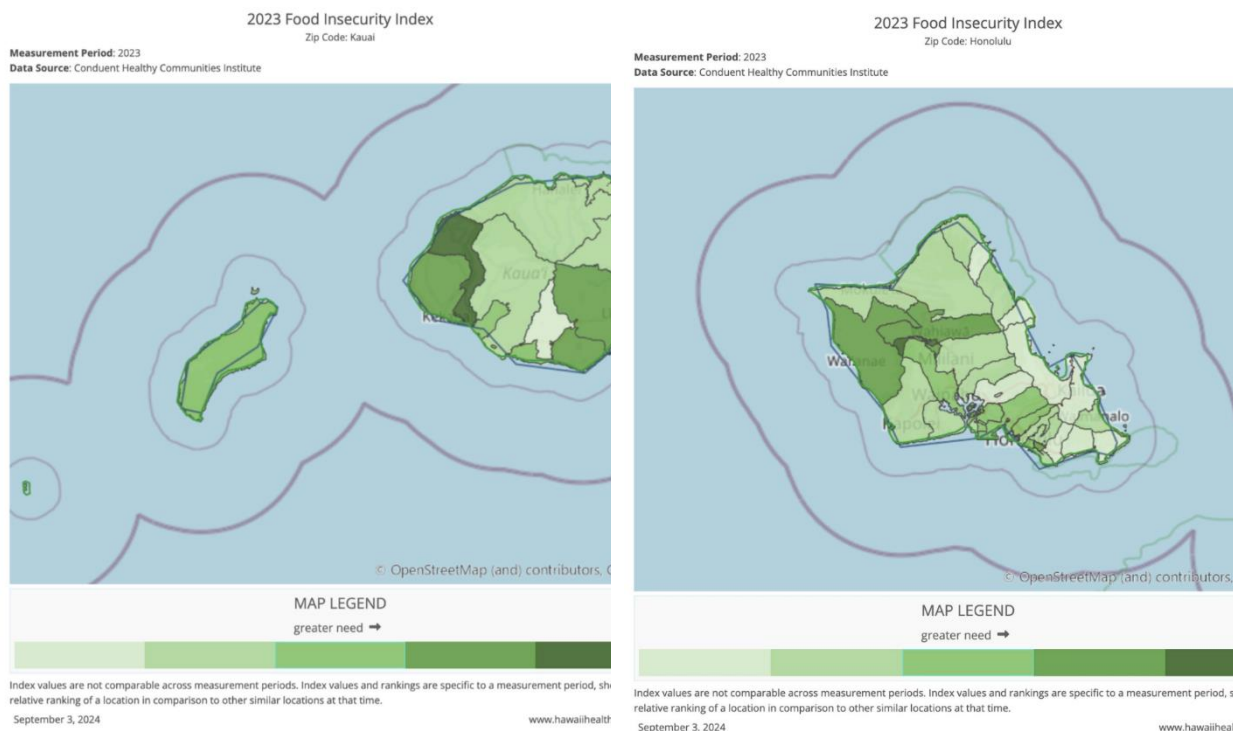 2023 Food Insecurity Index
Zip Code: Kauai
Measurement Period: 2023
Data Source: Conduent Healthy Communities Institute
Kaua'i
© OpenStreetMap (and) contributors,
MAP LEGEND
greater need →
Index values are not comparable across measurement periods. Index values and rankings are specific to a measurement period,
relative ranking of a location in comparison to other similar locations at that time.
September 3, 2024
www.hawaiihealth
2023 Food Insecurity Index
Zip Code: Honolulu
Measurement Period: 2023
Data Source: Conduent Healthy Communities Institute
Wahiawā
Waianae
Mililani
Kapolei
© OpenStreetMap (and) contributors,
MAP LEGEND
greater need →
Index values are not comparable across measurement periods. Index values and rankings are specific to a measurement period,
relative ranking of a location in comparison to other similar locations at that time.
September 3, 2024
www.hawaiiheal